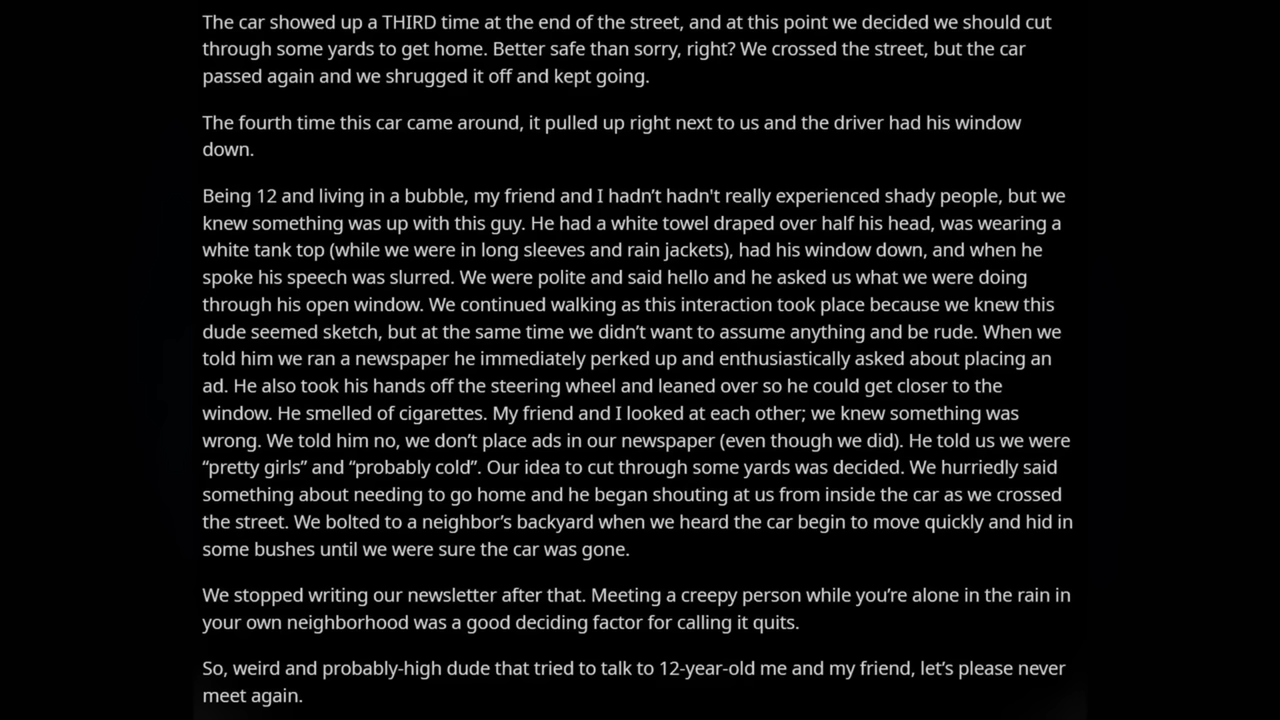 The car showed up a THIRD time at the end of the street, and at this point we decided we should cut
through some yards to get home. Better safe than sorry, right? We crossed the street, but the car
passed again and we shrugged it off and kept going.
The fourth time this car came around, it pulled up right next to us and the driver had his window
down.
Being 12 and living in a bubble, my friend and I hadn’t hadn't really experienced shady people, but we
knew something was up with this guy. He had a white towel draped over half his head, was wearing a
white tank top (while we were in long sleeves and rain jackets), had his window down, and when he
spoke his speech was slurred. We were polite and said hello and he asked us what we were doing
through his open window. We continued walking as this interaction took place because we knew this
dude seemed sketch, but at the same time we didn’t want to assume anything and be rude. When we
told him we ran a newspaper he immediately perked up and enthusiastically asked about placing an
ad. He also took his hands off the steering wheel and leaned over so he could get closer to the
window. He smelled of cigarettes. My friend and I looked at each other; we knew something was
wrong. We told him no, we don’t place ads in our newspaper (even though we did). He told us we were
“pretty girls” and “probably cold”. Our idea to cut through some yards was decided. We hurriedly said
something about needing to go home and he began shouting at us from inside the car as we crossed
the street. We bolted to a neighbor’s backyard when we heard the car begin to move quickly and hid in
some bushes until we were sure the car was gone.
We stopped writing our newsletter after that. Meeting a creepy person while you’re alone in the rain in
your own neighborhood was a good deciding factor for calling it quits.
So, weird and probably-high dude that tried to talk to 12-year-old me and my friend, let’s please never
meet again.